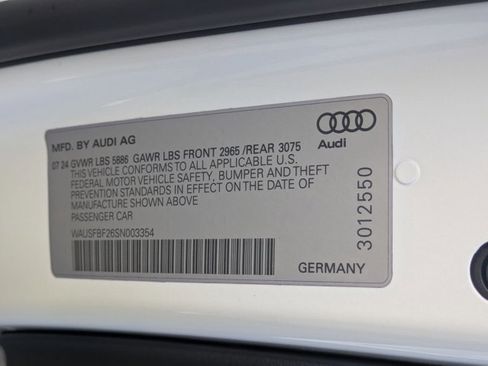 MFD. BY AUDI AG
07 24 GVWR LBS 5886 GAWR LBS FRONT 2965 /REAR 3075
THIS VEHICLE CONFORMS TO ALL APPLICABLE U.S.
FEDERAL MOTOR VEHICLE SAFETY, BUMPER AND THEFT
PREVENTION STANDARDS IN EFFECT ON THE DATE OF
MANUFACTURE SHOWN ABOVE
PASSENGER CAR
WAUSFBF26SN003354
Audi
3012550
GERMANY